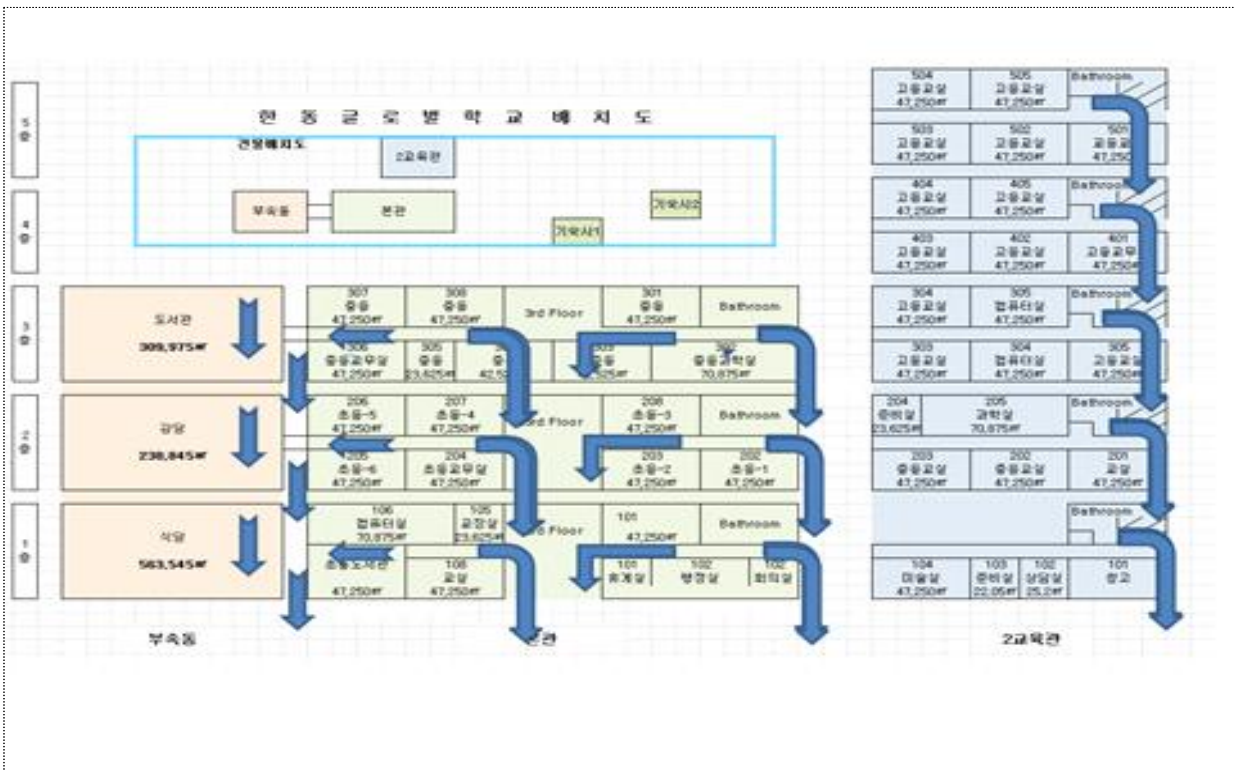 한 동 글 로 벌 학 교 배 치 도
건물배치도
2교육관
부속동
본관
기숙사2
기숙사1
5층
4층
3층
2층
1층
도서관
309,975㎡
강당
238,845㎡
식당
563,545㎡
부속동
307
중등
47,250㎡
308
중등
47,250㎡
3rd Floor
301
중등
47,250㎡
Bathroom
306
중등교무실
47,250㎡
305
중등
23,625㎡
중등과학실
70,875㎡
206
초등-5
47,250㎡
207
초등-4
47,250㎡
Floor
208
초등-3
47,250㎡
Bathroom
205
초등-6
47,250㎡
204
초등교무실
47,250㎡
203
초등-2
47,250㎡
202
초등-1
47,250㎡
106
컴퓨터실
70,875㎡
105
교장실
23,625㎡
Floor
101
47,250㎡
Bathroom
초등도서관
47,250㎡
108
교실
47,250㎡
101
휴게실
102
행정실
102
회의실
본관
504
고등교실
47,250㎡
505
고등교실
47,250㎡
Bathroom
503
고등교실
47,250㎡
502
고등교실
47,250㎡
501
47,250㎡
404
고등교실
47,250㎡
405
고등교실
47,250㎡
Bathroom
403
고등교실
47,250㎡
402
고등교실
47,250㎡
401
고등교무
47,250㎡
304
고등교실
47,250㎡
305
컴퓨터실
47,250㎡
Bathroom
303
고등교실
47,250㎡
304
컴퓨터실
47,250㎡
305
고등교실
47,250㎡
204
준비실
23,625㎡
205
과학실
70,875㎡
Bathroom
203
중등교실
47,250㎡
202
중등교실
47,250㎡
201
교실
47,250㎡
Bathroom
104
미술실
47,250㎡
103
준비실
22,05㎡
102
상담실
25,2㎡
101
창고
2교육관